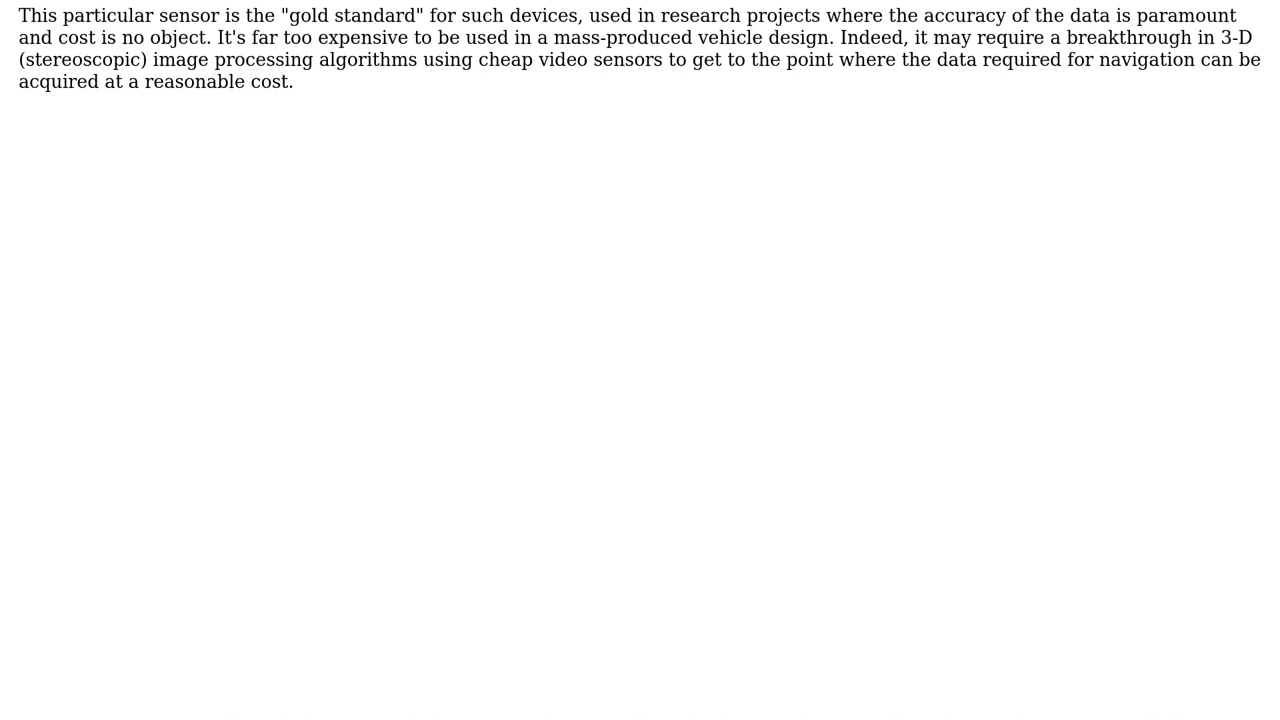 This particular sensor is the "gold standard" for such devices, used in research projects where the accuracy of the data is paramount
and cost is no object. It's far too expensive to be used in a mass-produced vehicle design. Indeed, it may require a breakthrough in 3-D
(stereoscopic) image processing algorithms using cheap video sensors to get to the point where the data required for navigation can be
acquired at a reasonable cost.